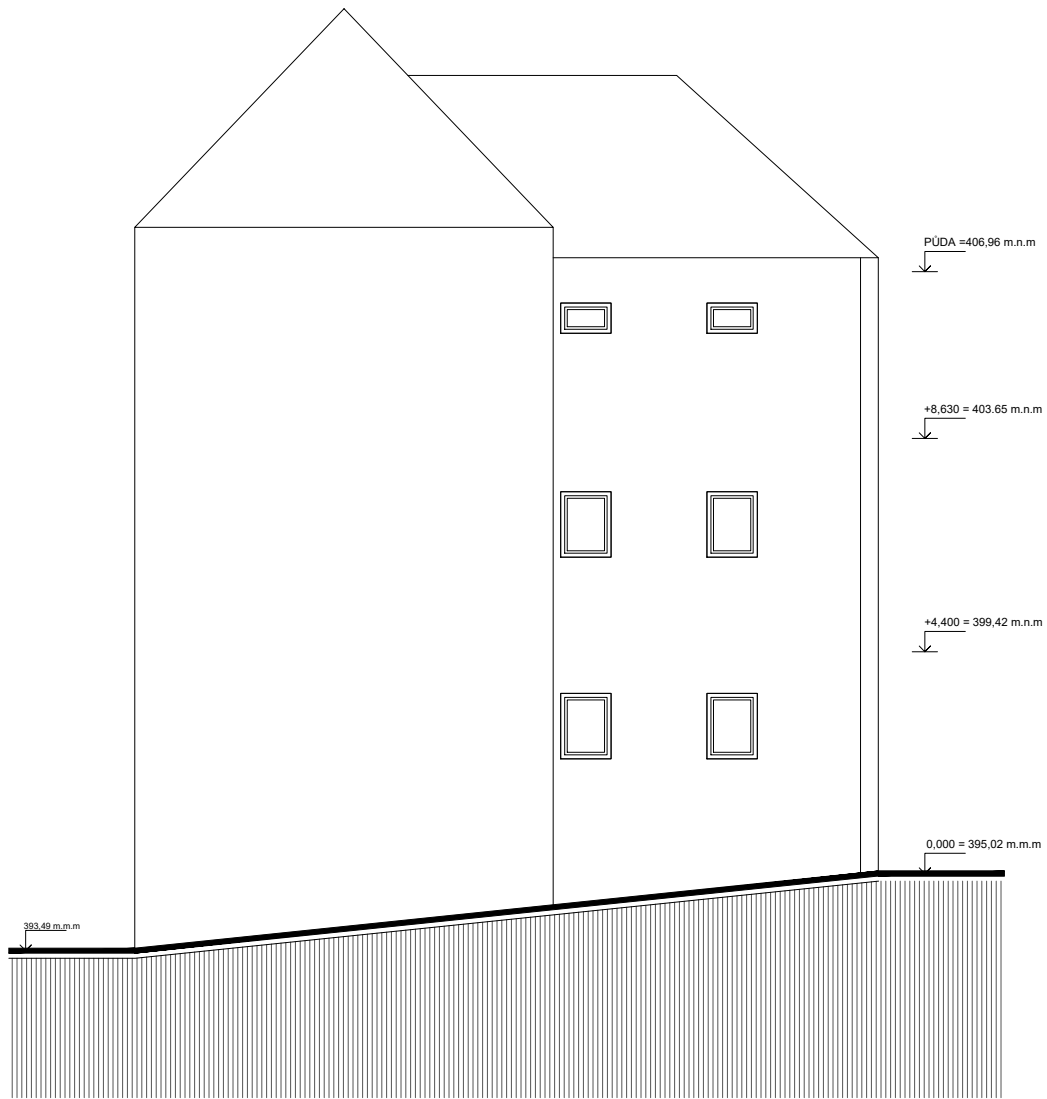 PŮDA =406,96 m.n.m
+8,630 = 403.65 m.n.m
+4,400 = 399,42 m.n.m
0,000 = 395,02 m.m.m
393,49 m.m.m